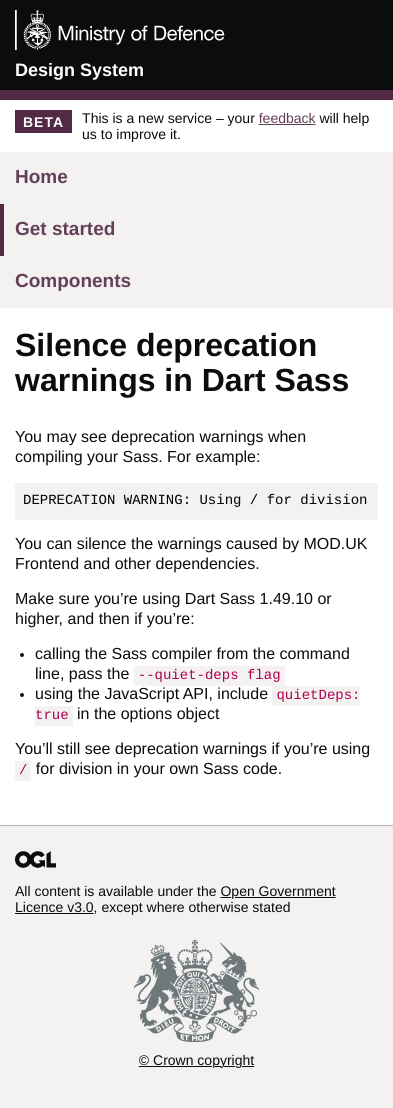 Ministry of Defence
Design System
BETA
This is a new service – your feedback will help
us to improve it.
Home
Get started
Components
Silence deprecation
warnings in Dart Sass
You may see deprecation warnings when
compiling your Sass. For example:
DEPRECATION WARNING: Using / for division
You can silence the warnings caused by MOD.UK
Frontend and other dependencies.
Make sure you’re using Dart Sass 1.49.10 or
higher, and then if you’re:
• calling the Sass compiler from the command
line, pass the --quiet-deps flag
• using the JavaScript API, include quietDeps:
true in the options object
You’ll still see deprecation warnings if you’re using
/ for division in your own Sass code.
OGL
All content is available under the Open Government
Licence v3.0, except where otherwise stated
DIEU ET MON DROIT
© Crown copyright